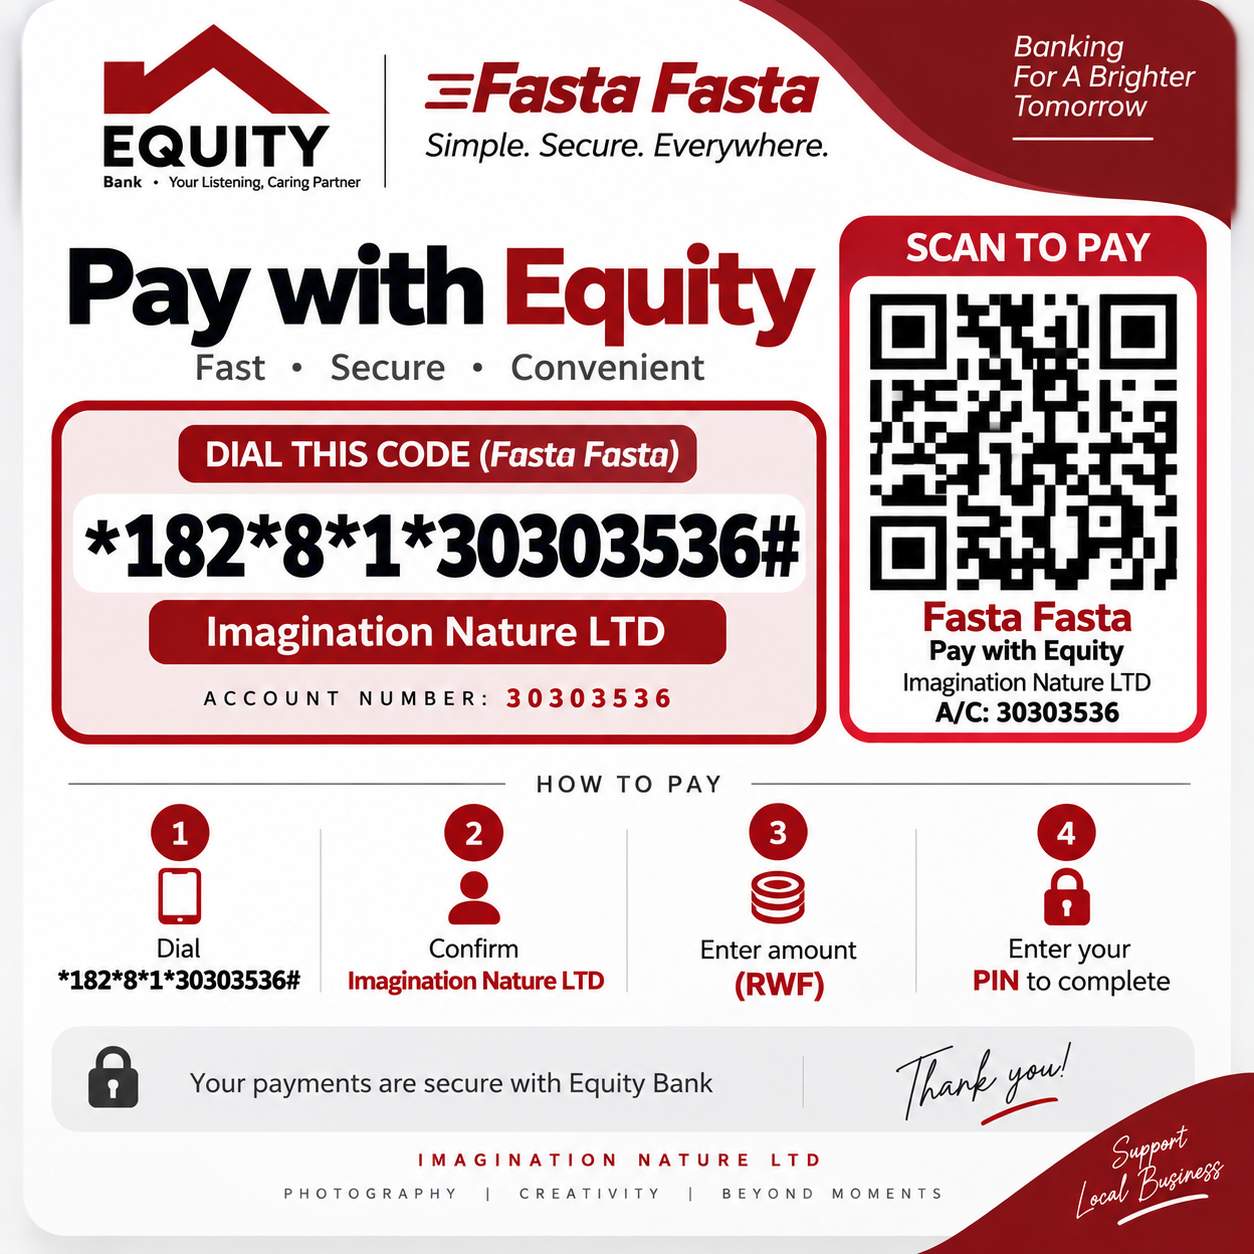 EQUITY
Bank • Your Listening, Caring Partner
Fasta Fasta
Simple. Secure. Everywhere.
Banking
For A Brighter
Tomorrow
Pay with Equity
Fast • Secure • Convenient
DIAL THIS CODE (Fasta Fasta)
*182*8*1*30303536#
Imagination Nature LTD
ACCOUNT NUMBER: 30303536
SCAN TO PAY
Fasta Fasta
Pay with Equity
Imagination Nature LTD
A/C: 30303536
HOW TO PAY
1
Dial
*182*8*1*30303536#
2
Confirm
Imagination Nature LTD
3
Enter amount
(RWF)
4
Enter your
PIN to complete
Your payments are secure with Equity Bank
Thank you!
IMAGINATION NATURE LTD
PHOTOGRAPHY | CREATIVITY | BEYOND MOMENTS
Support
Local Business